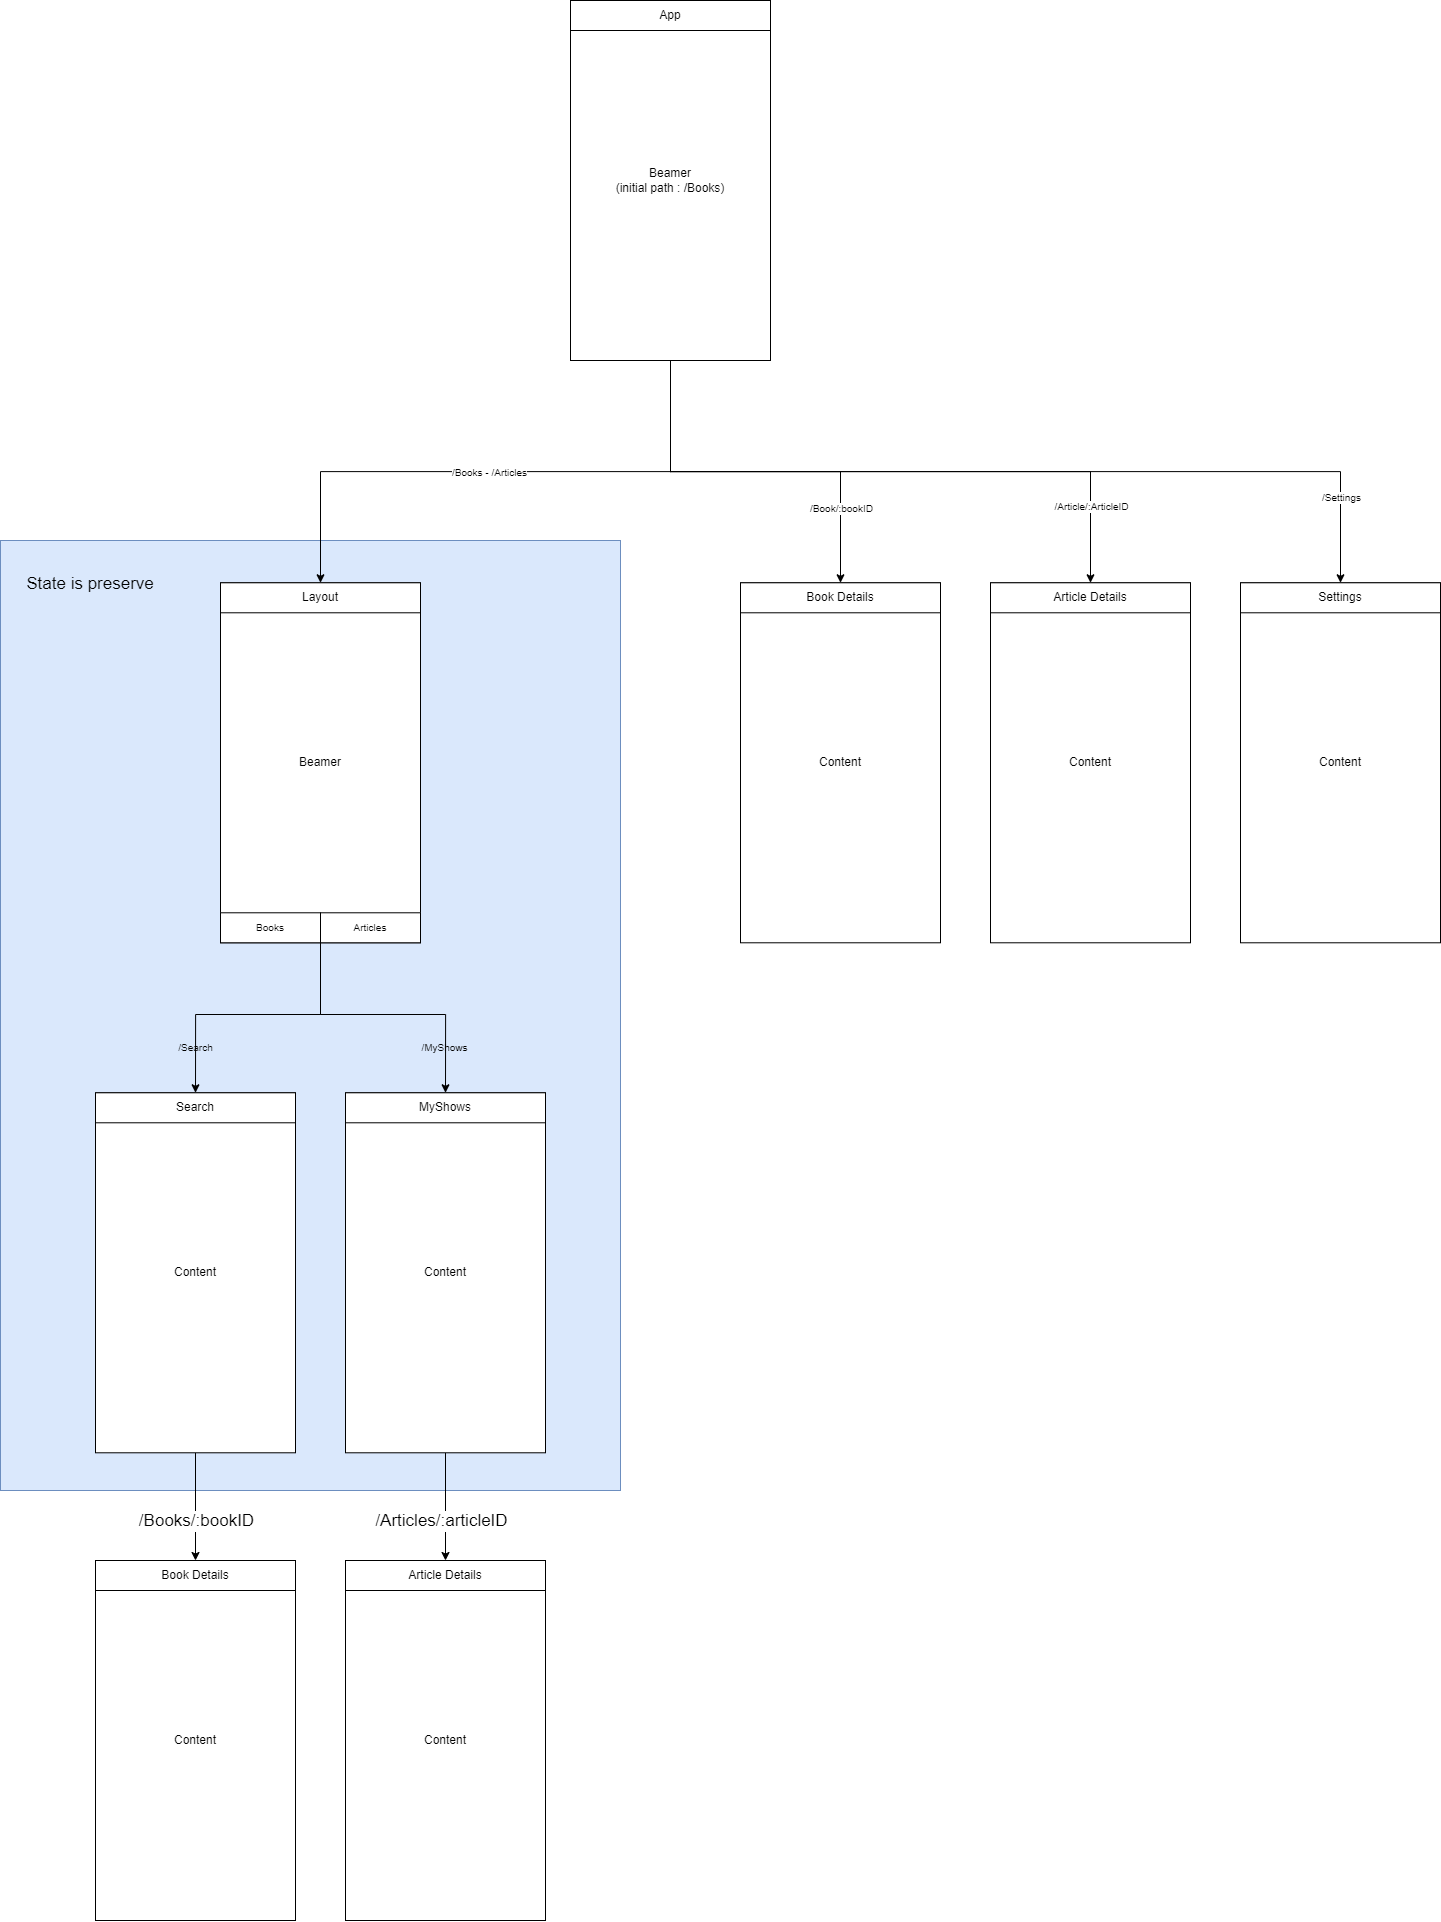 App
Beamer
(initial path : /Books)
/Books - /Articles
/Book/:bookID
/Article/:ArticleID
/Settings
State is preserve
Layout
Beamer
Books
Articles
Book Details
Content
Article Details
Content
Settings
Content
/Search
/MyShows
Search
Content
MyShows
Content
/Books/:bookID
/Articles/:articleID
Book Details
Content
Article Details
Content